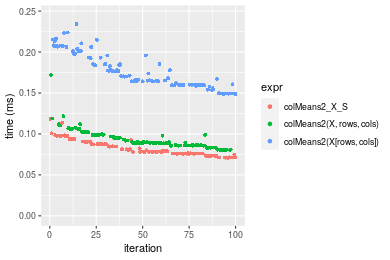 0.25
0.20
0.15
0.10
0.05
0.00
time (ms)
0
25
50
75
100
iteration
expr
colMeans2_X_S
colMeans2(X, rows, cols)
colMeans2(X[rows, cols])